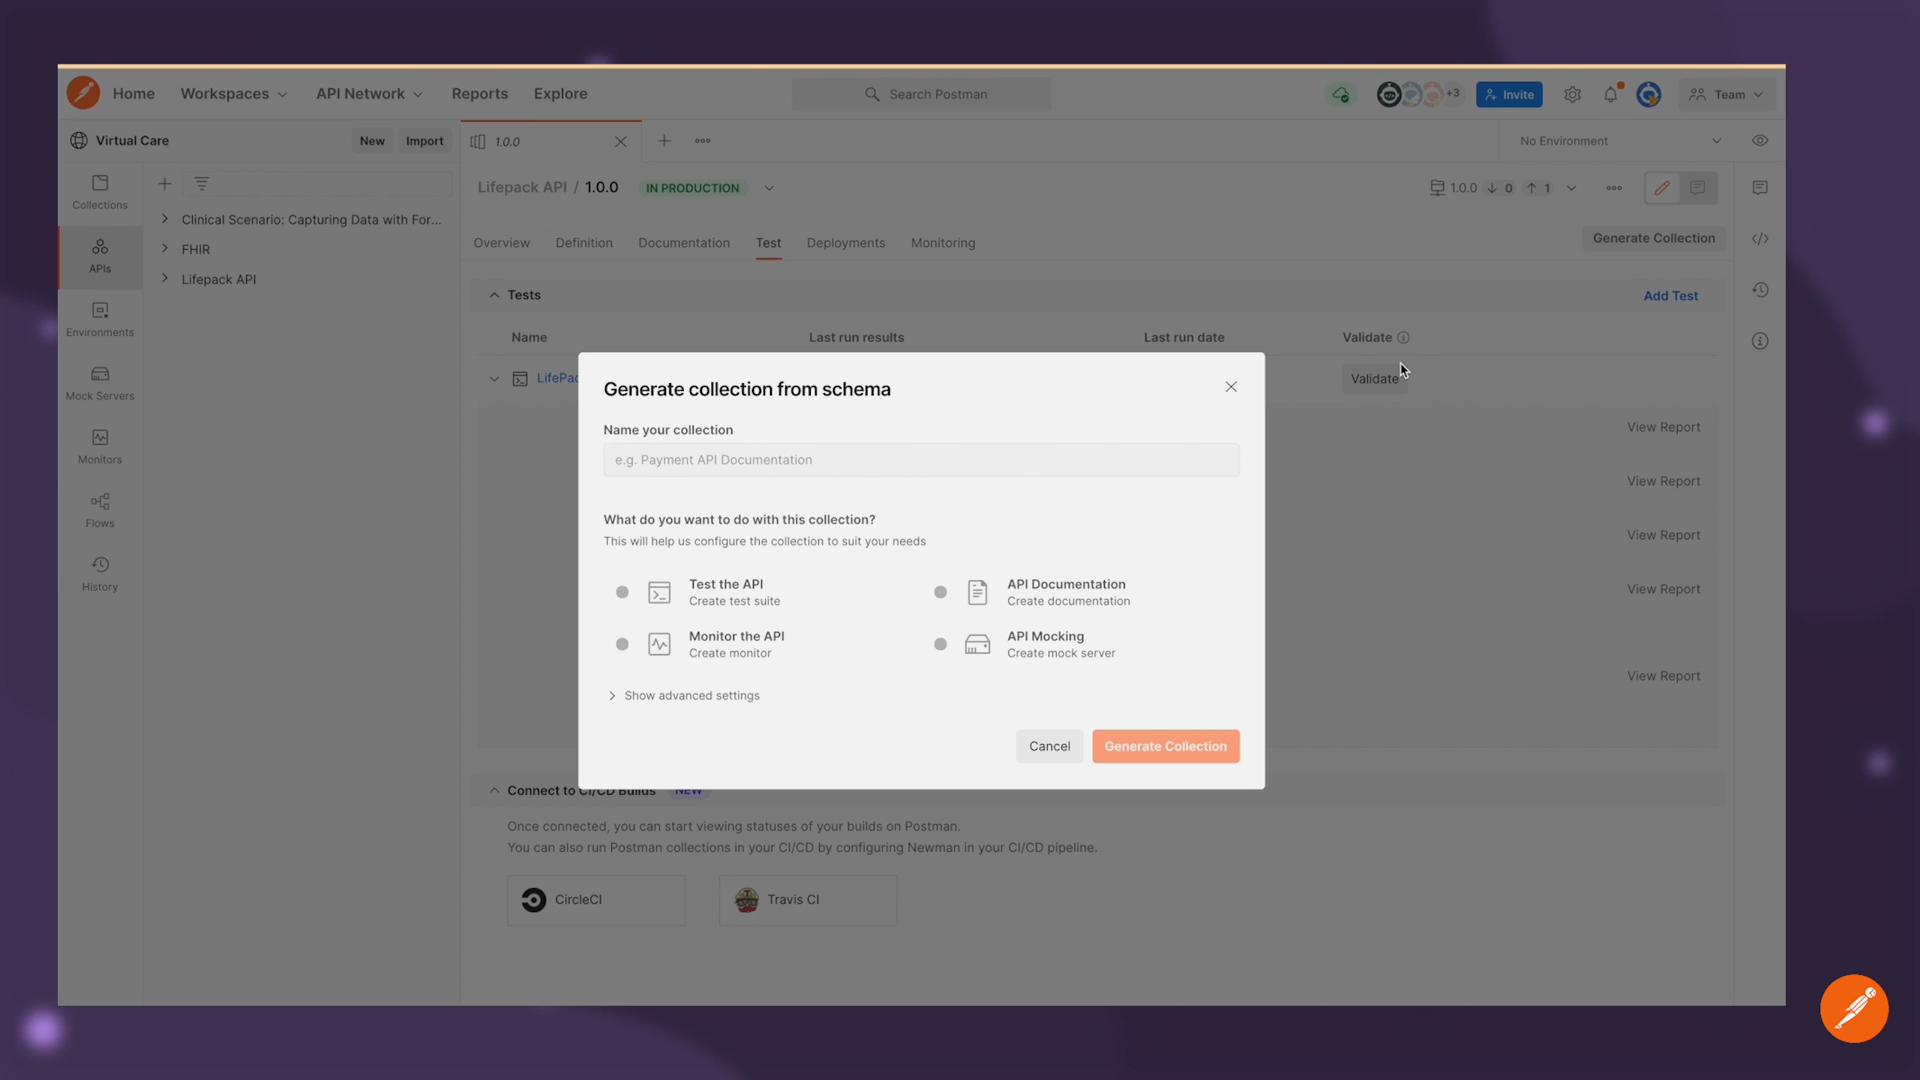 Home
Workspaces
API Network
Reports
Explore
Search Postman
+3
Invite
Team
Virtual Care
New
Import
1.0.0
No Environment
Collections
APIs
Environments
Mock Servers
Monitors
Flows
History
Clinical Scenario: Capturing Data with For...
FHIR
Lifepack API
Lifepack API / 1.0.0
IN PRODUCTION
1.0.0
0
1
Overview
Definition
Documentation
Test
Deployments
Monitoring
Generate Collection
Tests
Add Test
Name
Last run results
Last run date
Validate
LifePac
Validate
View Report
View Report
View Report
View Report
View Report
Generate collection from schema
Name your collection
e.g. Payment API Documentation
What do you want to do with this collection?
This will help us configure the collection to suit your needs
Test the API
Create test suite
API Documentation
Create documentation
Monitor the API
Create monitor
API Mocking
Create mock server
Show advanced settings
Cancel
Generate Collection
Connect to CI/CD Builds
NEW
Once connected, you can start viewing statuses of your builds on Postman.
You can also run Postman collections in your CI/CD by configuring Newman in your CI/CD pipeline.
CircleCI
Travis CI